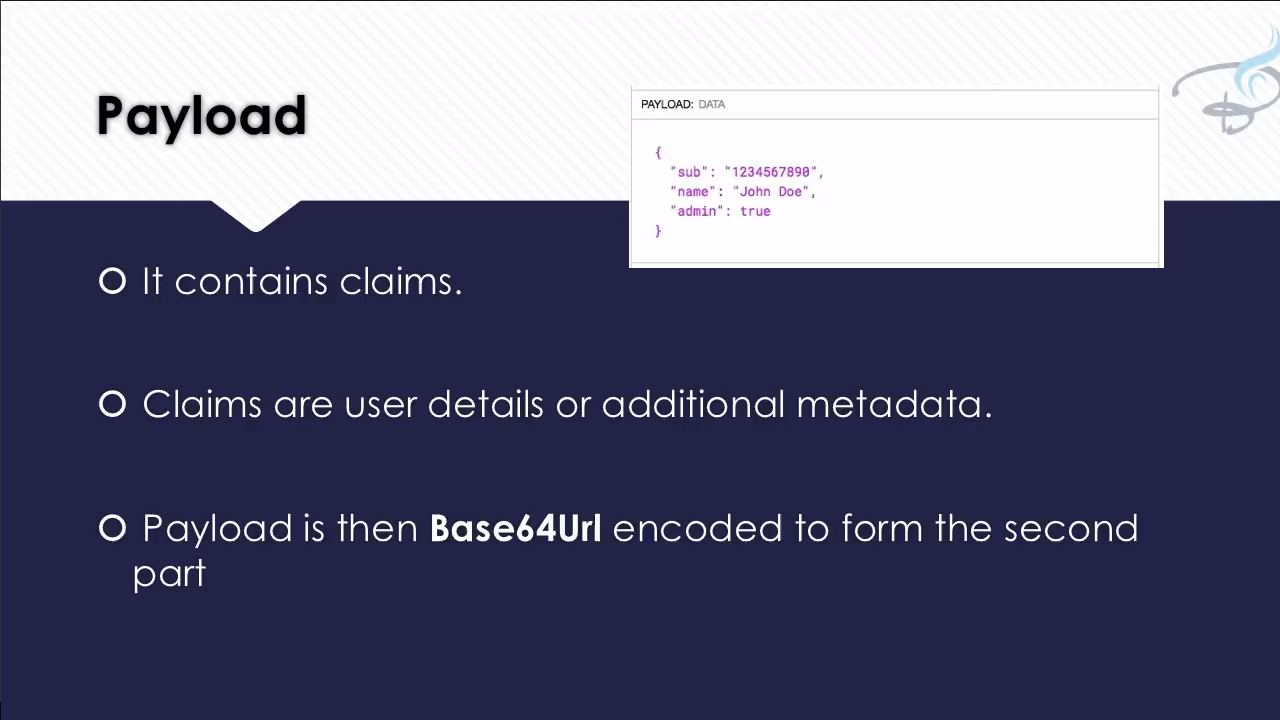 Payload
PAYLOAD: DATA
{
"sub": "1234567890",
"name": "John Doe",
"admin": true
}
It contains claims.
Claims are user details or additional metadata.
Payload is then Base64Url encoded to form the second
part